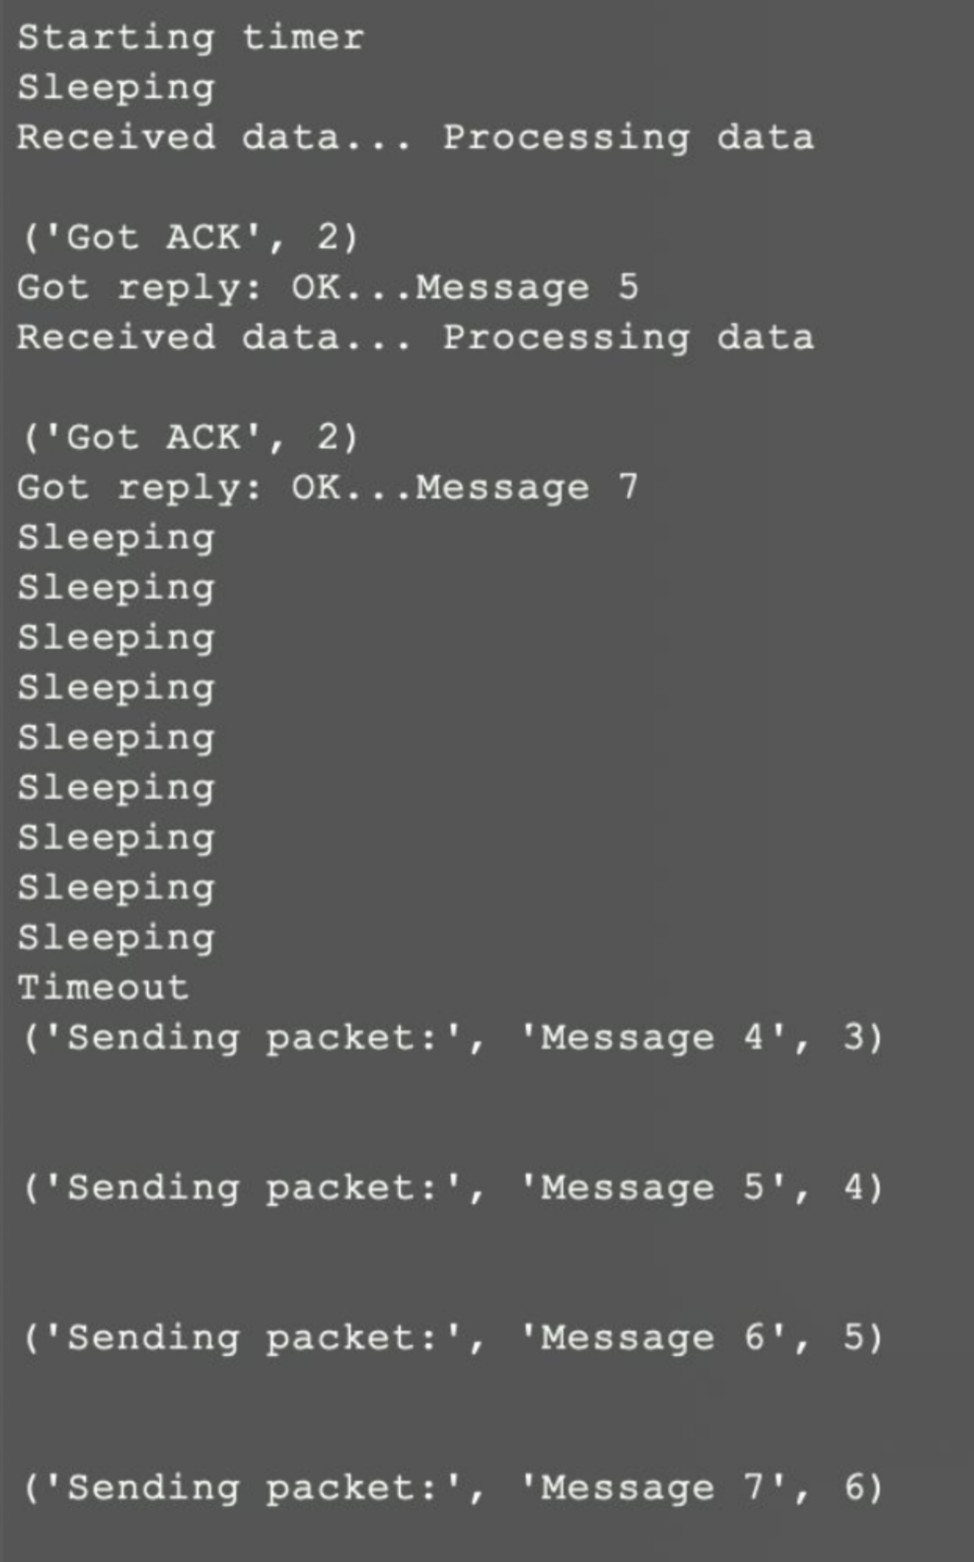 Starting timer
Sleeping
Received data... Processing data
('Got ACK', 2)
Got reply: OK...Message 5
Received data... Processing data
('Got ACK', 2)
Got reply: OK...Message 7
Sleeping
Sleeping
Sleeping
Sleeping
Sleeping
Sleeping
Sleeping
Sleeping
Sleeping
Timeout
('Sending packet:', 'Message 4', 3)
('Sending packet:', 'Message 5', 4)
('Sending packet:', 'Message 6', 5)
('Sending packet:', 'Message 7', 6)